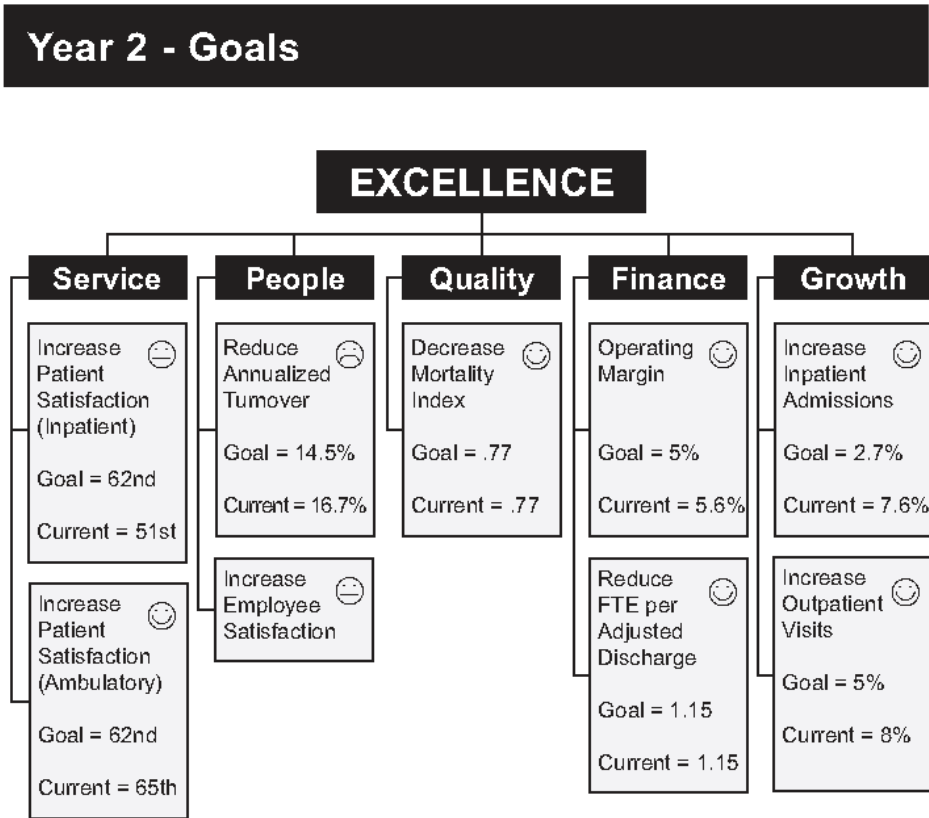 Year 2 - Goals
EXCELLENCE
Service
Increase
Patient
Satisfaction
(Inpatient)
Goal = 62nd
Current = 51st
Increase
Patient
Satisfaction
(Ambulatory)
Goal = 62nd
Current = 65th
People
Reduce
Annualized
Turnover
Goal = 14.5%
Current = 16.7%
Increase
Employee
Satisfaction
Quality
Decrease
Mortality
Index
Goal = .77
Current = .77
Finance
Operating
Margin
Goal = 5%
Current = 5.6%
Reduce
FTE per
Adjusted
Discharge
Goal = 1.15
Current = 1.15
Growth
Increase
Inpatient
Admissions
Goal = 2.7%
Current = 7.6%
Increase
Outpatient
Visits
Goal = 5%
Current = 8%